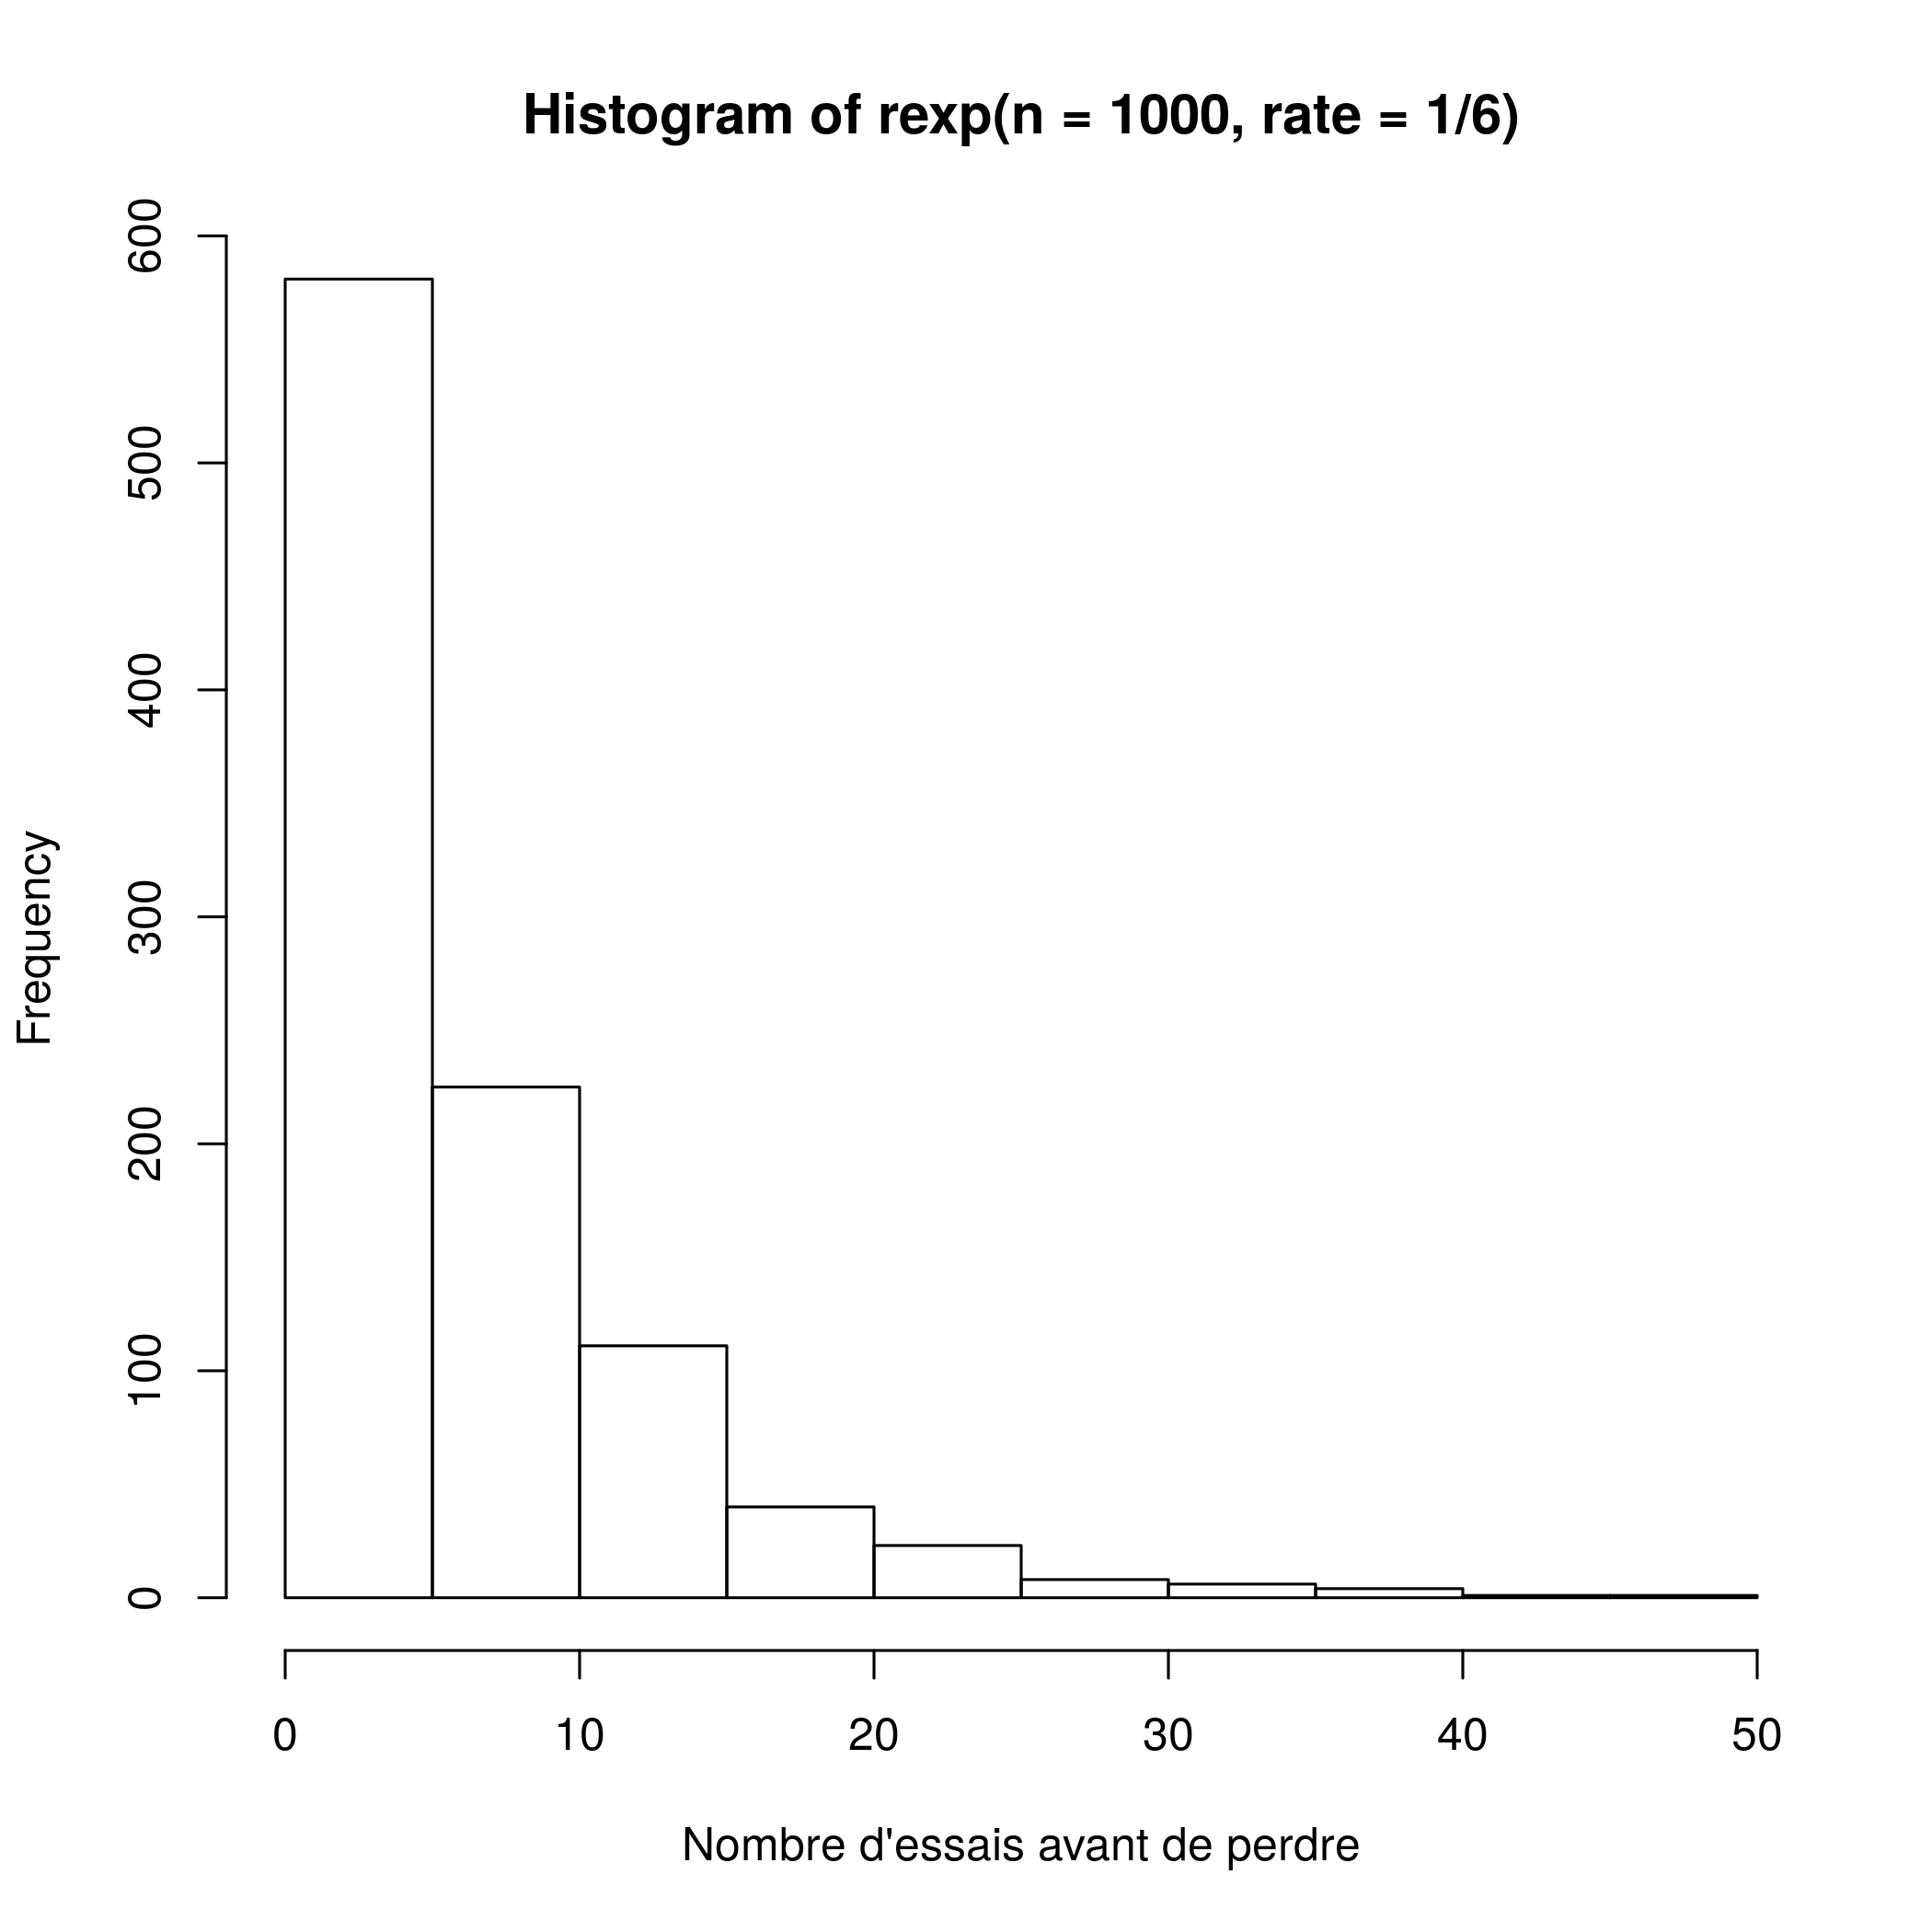 Histogram of rexp(n = 1000, rate = 1/6)
600
500
400
300
200
100
0
Frequency
0 10 20 30 40 50
Nombre d'essais avant de perdre